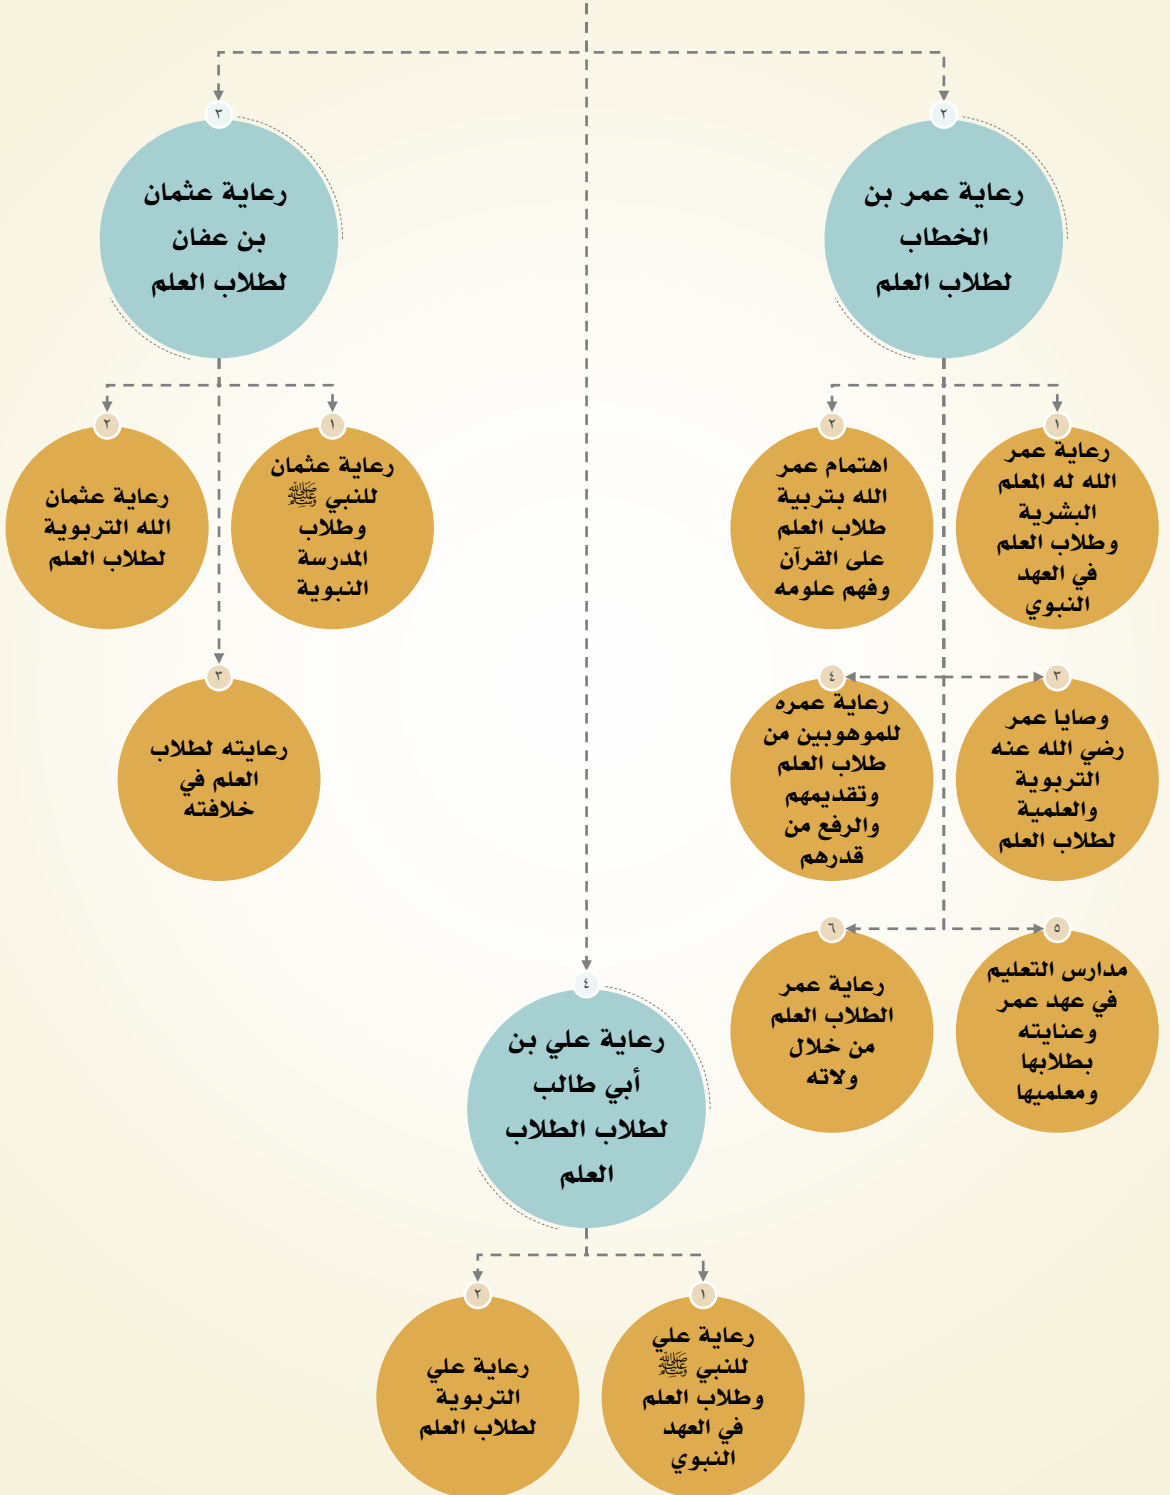 ٢
رعاية عمر بن
الخطاب
لطلاب العلم
١
رعاية عمر
الله له المعلم
البشرية
وطلاب العلم
في العهد
النبوي
٢
اهتمام عمر
الله بتربية
طلاب العلم
على القرآن
وفهم علومه
٣
وصايا عمر
رضي الله عنه
التربوية
والعلمية
لطلاب العلم
٤
رعاية عمره
للموهوبين من
طلاب العلم
وتقديمهم
والرفع من
قدرهم
٥
مدارس التعليم
في عهد عمر
وعنايته
بطلابها
ومعلميها
٦
رعاية عمر
الطلاب العلم
من خلال
ولاته
٣
رعاية عثمان
بن عفان
لطلاب العلم
١
رعاية عثمان
للنبي ﷺ
وطلاب
المدرسة
النبوية
٢
رعاية عثمان
الله التربوية
لطلاب العلم
٣
رعايته لطلاب
العلم في
خلافته
٤
رعاية علي بن
أبي طالب
لطلاب الطلاب
العلم
١
رعاية علي
للنبي ﷺ
وطلاب العلم
في العهد
النبوي
٢
رعاية علي
التربوية
لطلاب العلم